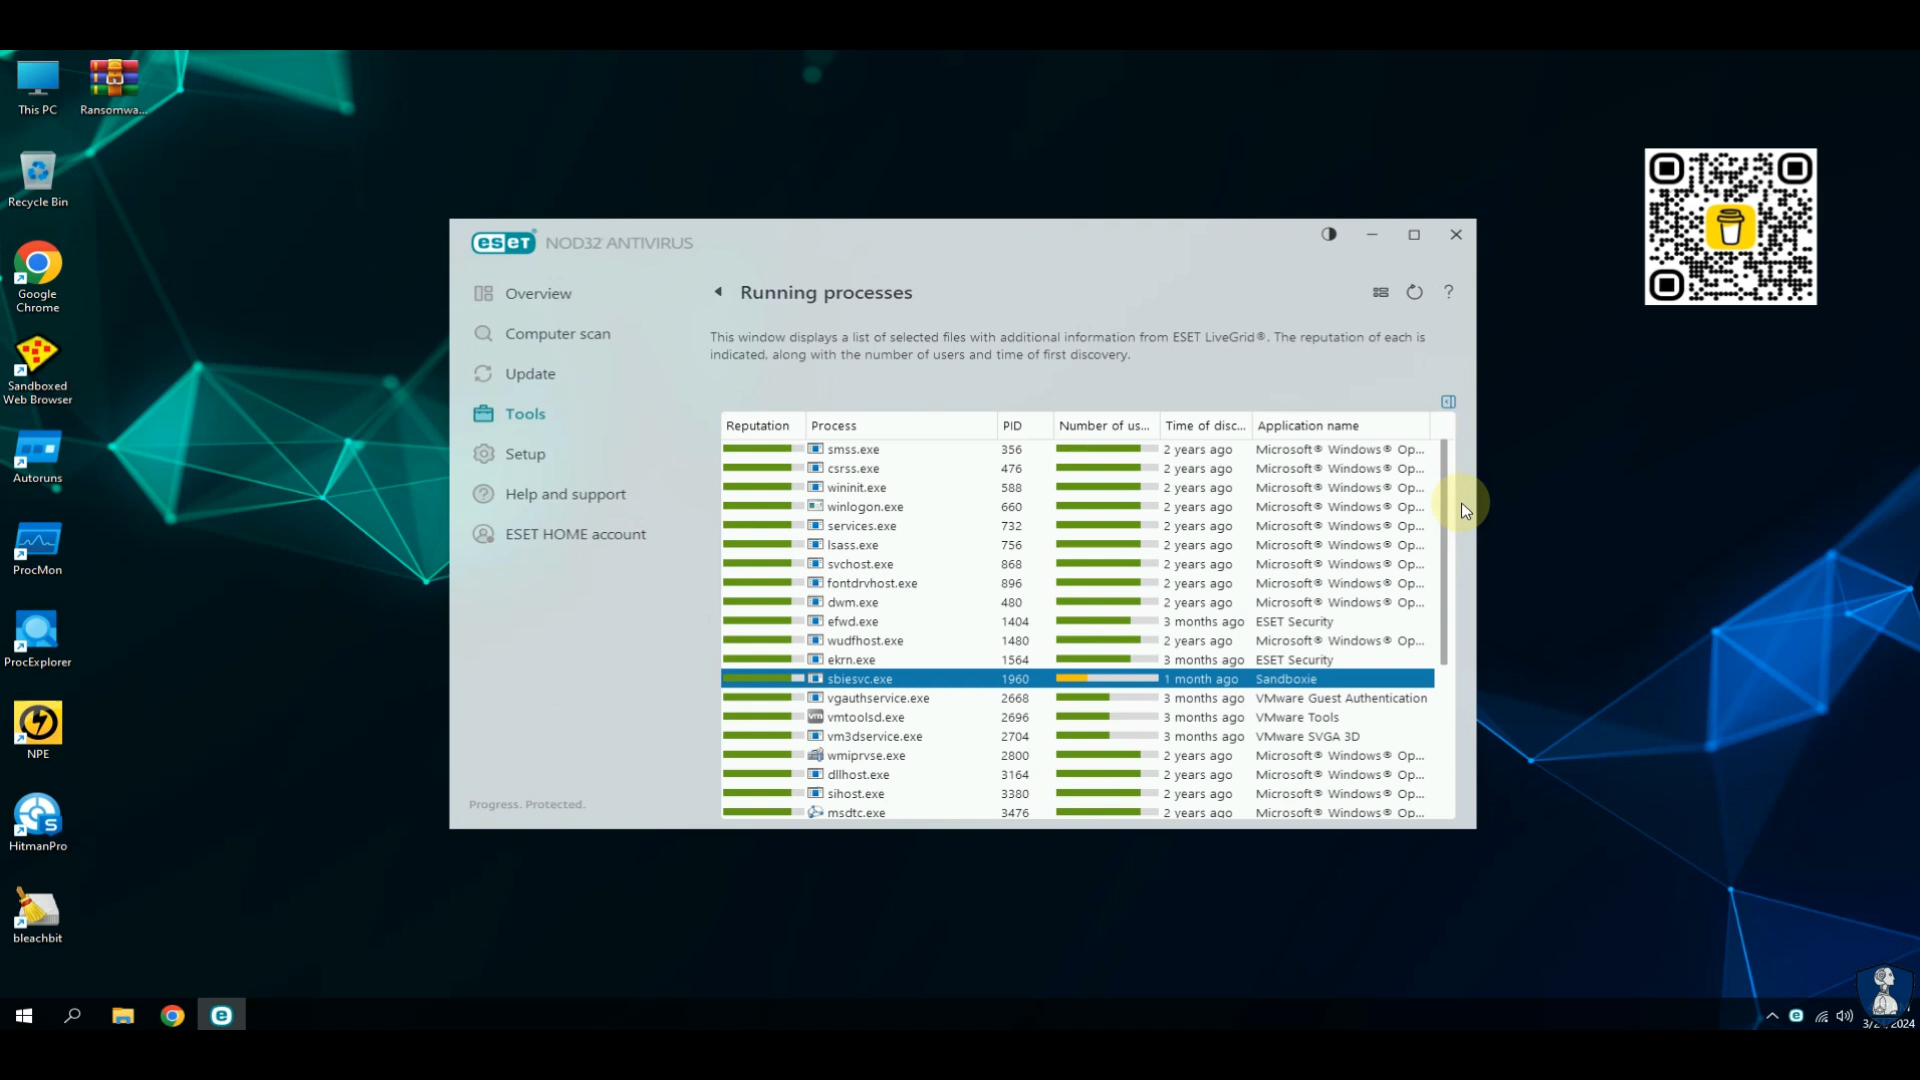 This PC
Ransomwa...
Recycle Bin
Google
Chrome
Sandboxed
Web Browser
Autoruns
ProcMon
ProcExplorer
NPE
HitmanPro
bleachbit
eset NOD32 ANTIVIRUS
Overview
Computer scan
Update
Tools
Setup
Help and support
ESET HOME account
Progress. Protected.
Running processes
?
This window displays a list of selected files with additional information from ESET LiveGrid®. The reputation of each is
indicated, along with the number of users and time of first discovery.
Reputation Process PID Number of us... Time of disc... Application name
smss.exe 356 2 years ago Microsoft® Windows® Op...
csrss.exe 476 2 years ago Microsoft® Windows® Op...
wininit.exe 588 2 years ago Microsoft® Windows® Op...
winlogon.exe 660 2 years ago Microsoft® Windows® Op...
services.exe 732 2 years ago Microsoft® Windows® Op...
lsass.exe 756 2 years ago Microsoft® Windows® Op...
svchost.exe 868 2 years ago Microsoft® Windows® Op...
fontdrvhost.exe 896 2 years ago Microsoft® Windows® Op...
dwm.exe 480 2 years ago Microsoft® Windows® Op...
efwd.exe 1404 3 months ago ESET Security
wudfhost.exe 1480 2 years ago Microsoft® Windows® Op...
ekrn.exe 1564 3 months ago ESET Security
sbiesvc.exe 1960 1 month ago Sandboxie
vgauthservice.exe 2668 3 months ago VMware Guest Authentication
vmtoolsd.exe 2696 3 months ago VMware Tools
vm3dservice.exe 2704 3 months ago VMware SVGA 3D
wmiprvse.exe 2800 2 years ago Microsoft® Windows® Op...
dllhost.exe 3164 2 years ago Microsoft® Windows® Op...
sihost.exe 3380 2 years ago Microsoft® Windows® Op...
msdtc.exe 3476 2 years ago Microsoft® Windows® Op...